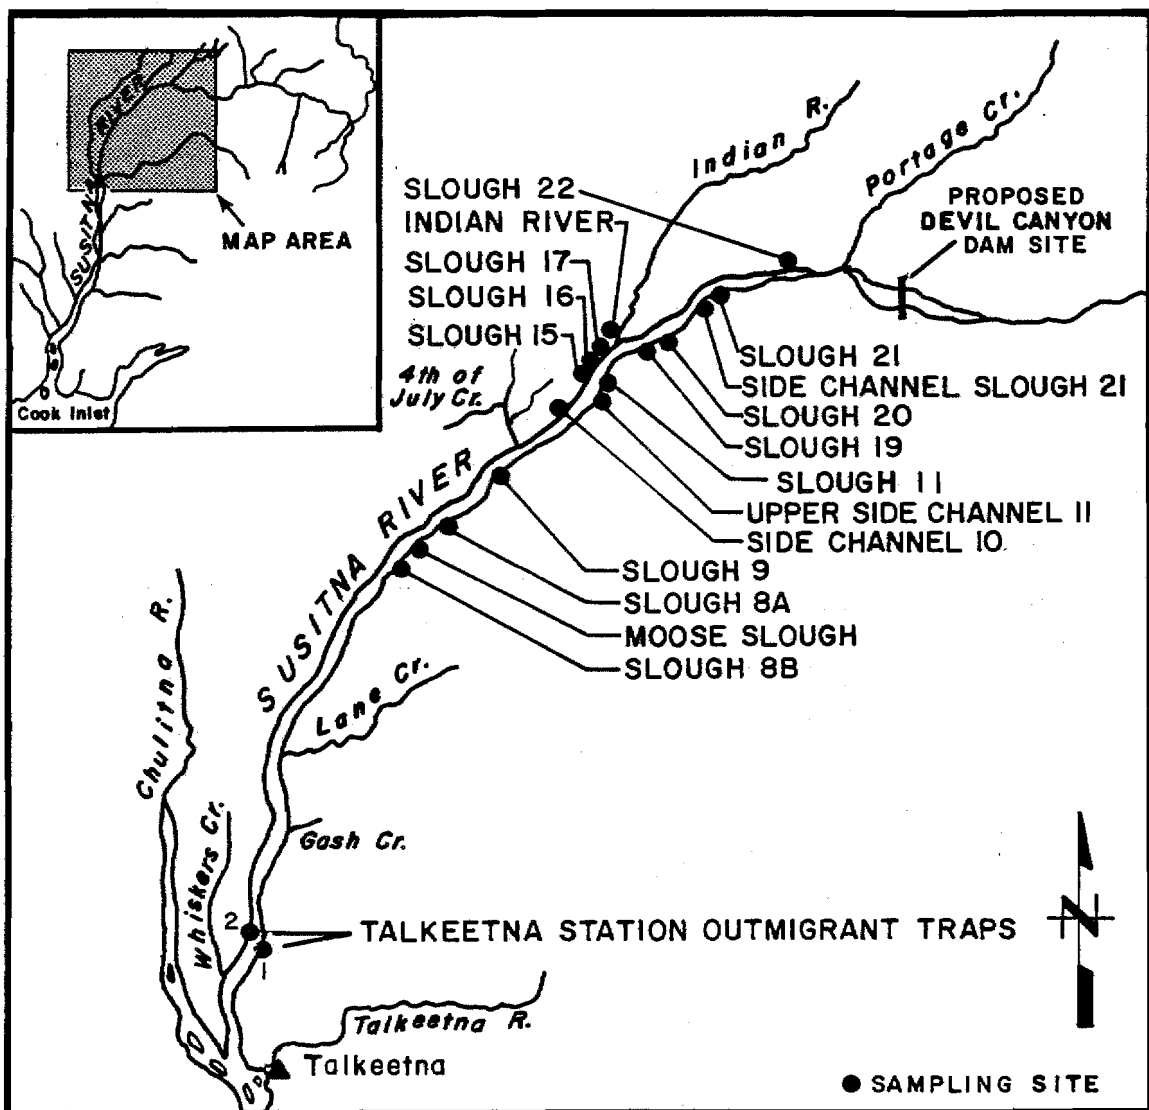 RIVER
SUSITNA
MAP AREA
Cook Inlet
Indian R.
Portage Cr.
SLOUGH 22
INDIAN RIVER
SLOUGH 17
SLOUGH 16
SLOUGH 15
PROPOSED
DEVIL CANYON
DAM SITE
4th of
July Cr.
SLOUGH 21
SIDE CHANNEL SLOUGH 21
SLOUGH 20
SLOUGH 19
SLOUGH 11
UPPER SIDE CHANNEL 11
SIDE CHANNEL 10
SLOUGH 9
SLOUGH 8A
MOOSE SLOUGH
SLOUGH 8B
SUSITNA RIVER
Chulitna R.
Lane Cr.
Whiskers Cr.
Gash Cr.
2
TALKEETNA STATION OUTMIGRANT TRAPS
1
N
Talkeetna R.
Talkeetna
SAMPLING SITE